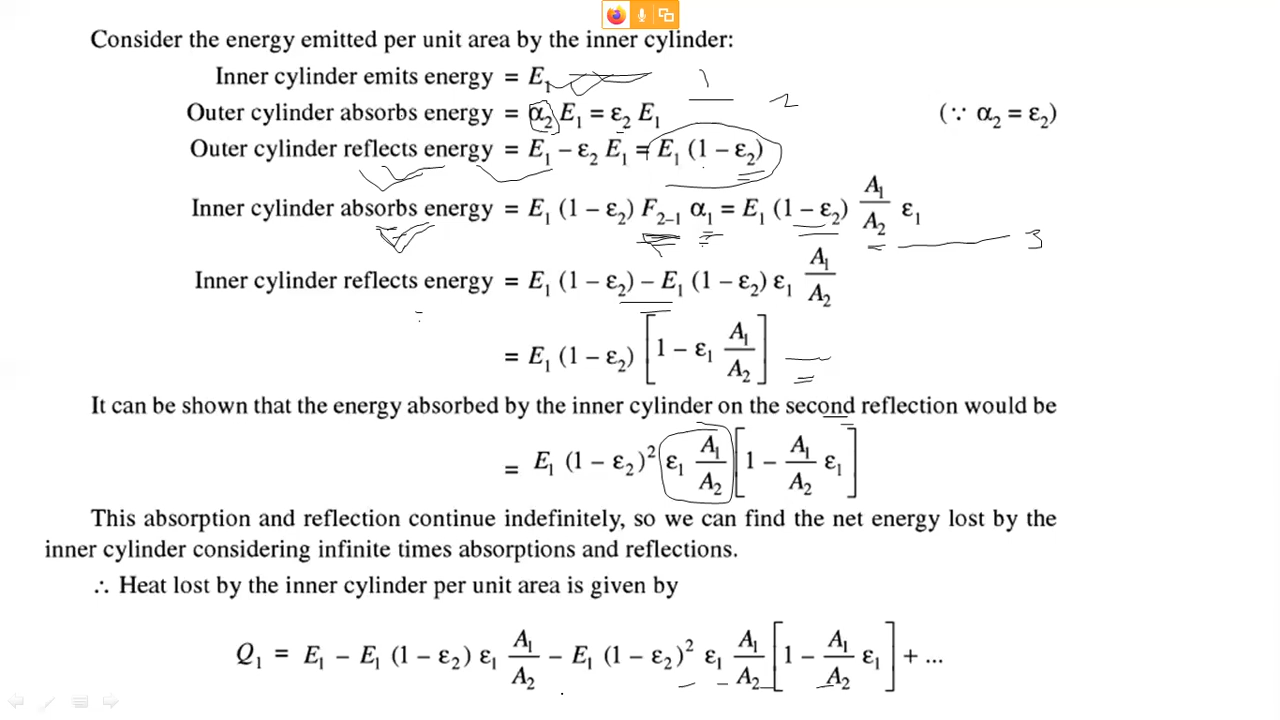 Consider the energy emitted per unit area by the inner cylinder:
Inner cylinder emits energy = E₁
1
Outer cylinder absorbs energy = α₂ E₁ = ε₂ E₁ (∵ α₂ = ε₂)
2
Outer cylinder reflects energy = E₁ – ε₂ E₁ = E₁ (1 – ε₂)
Inner cylinder absorbs energy = E₁ (1 – ε₂) F₂₋₁ α₁ = E₁ (1 – ε₂) A₁/A₂ ε₁
3
Inner cylinder reflects energy = E₁ (1 – ε₂) – E₁ (1 – ε₂) ε₁ A₁/A₂
= E₁ (1 – ε₂) [1 – ε₁ A₁/A₂]
It can be shown that the energy absorbed by the inner cylinder on the second reflection would be
= E₁ (1 – ε₂)² ε₁ A₁/A₂ [1 – A₁/A₂ ε₁]
This absorption and reflection continue indefinitely, so we can find the net energy lost by the
inner cylinder considering infinite times absorptions and reflections.
∴ Heat lost by the inner cylinder per unit area is given by
Q₁ = E₁ – E₁ (1 – ε₂) ε₁ A₁/A₂ – E₁ (1 – ε₂)² ε₁ A₁/A₂ [1 – A₁/A₂ ε₁] + ...